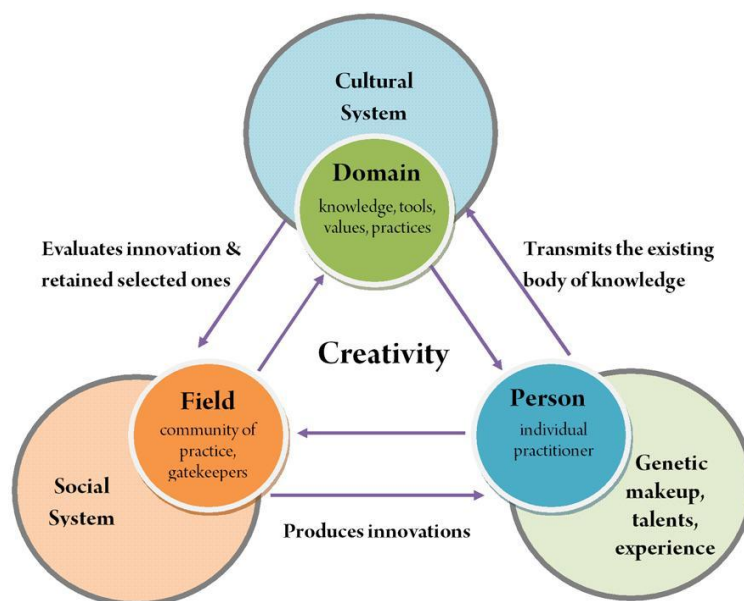 Cultural
System
Domain
knowledge, tools,
values, practices
Evaluates innovation &
retained selected ones
Transmits the existing
body of knowledge
Creativity
Field
community of
practice,
gatekeepers
Person
individual
practitioner
Social
System
Genetic
makeup,
talents,
experience
Produces innovations